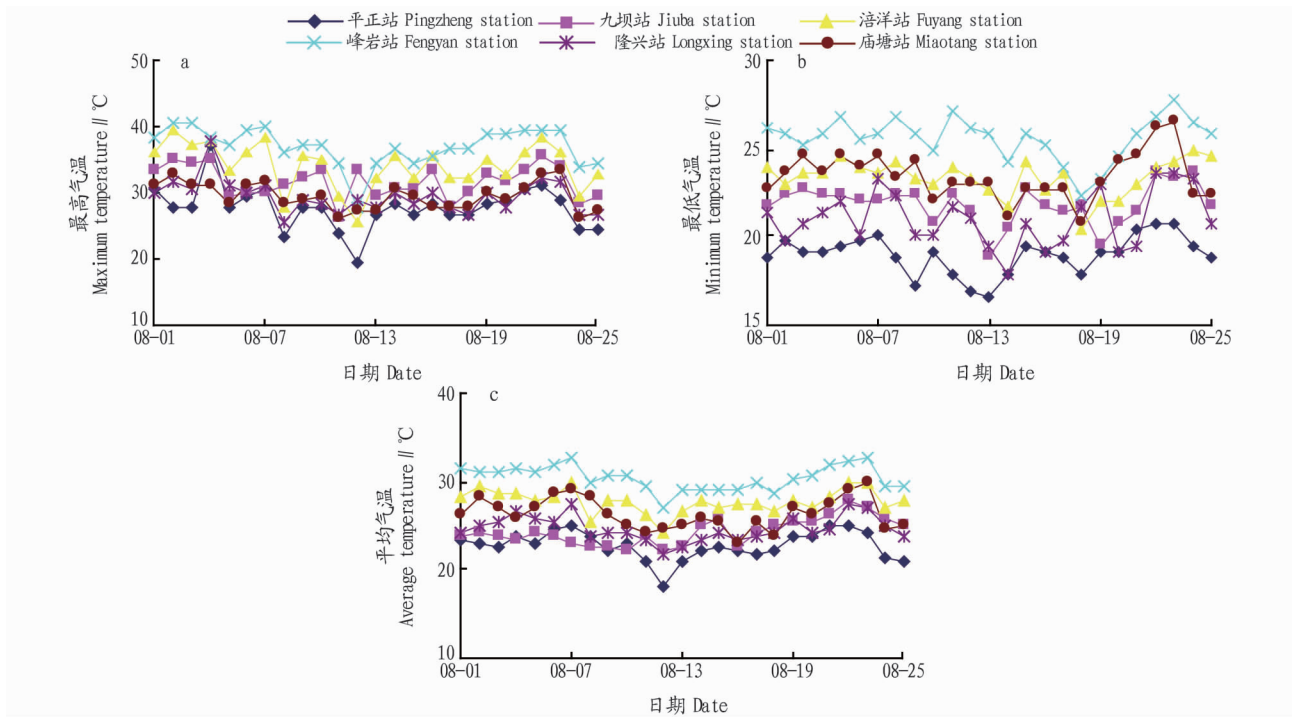 平正站 Pingzheng station 九坝站 Jiuba station 涪洋站 Fuyang station
峰岩站 Fengyan station 隆兴站 Longxing station 庙塘站 Miaotang station
a
最高气温
Maximum temperature // ℃
50
40
30
20
10
08-01 08-07 08-13 08-19 08-25
日期 Date
b
最低气温
Minimum temperature // ℃
30
25
20
15
08-01 08-07 08-13 08-19 08-25
日期 Date
c
平均气温
Average temperature // ℃
40
30
20
10
08-01 08-07 08-13 08-19 08-25
日期 Date